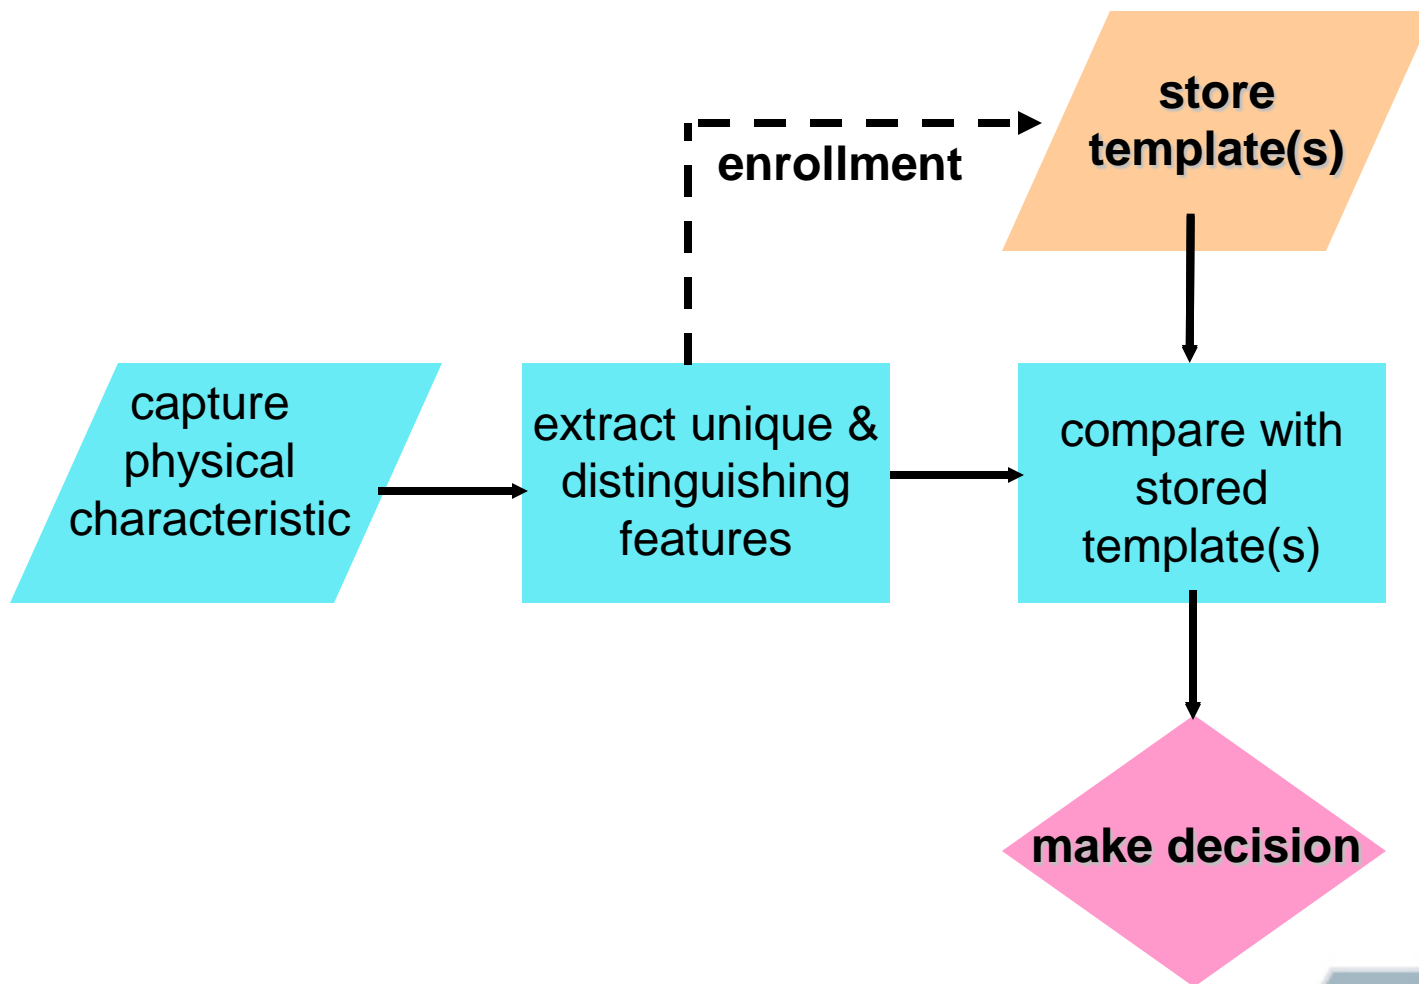 store
template(s)
enrollment
capture
physical
characteristic
extract unique &
distinguishing
features
compare with
stored
template(s)
make decision